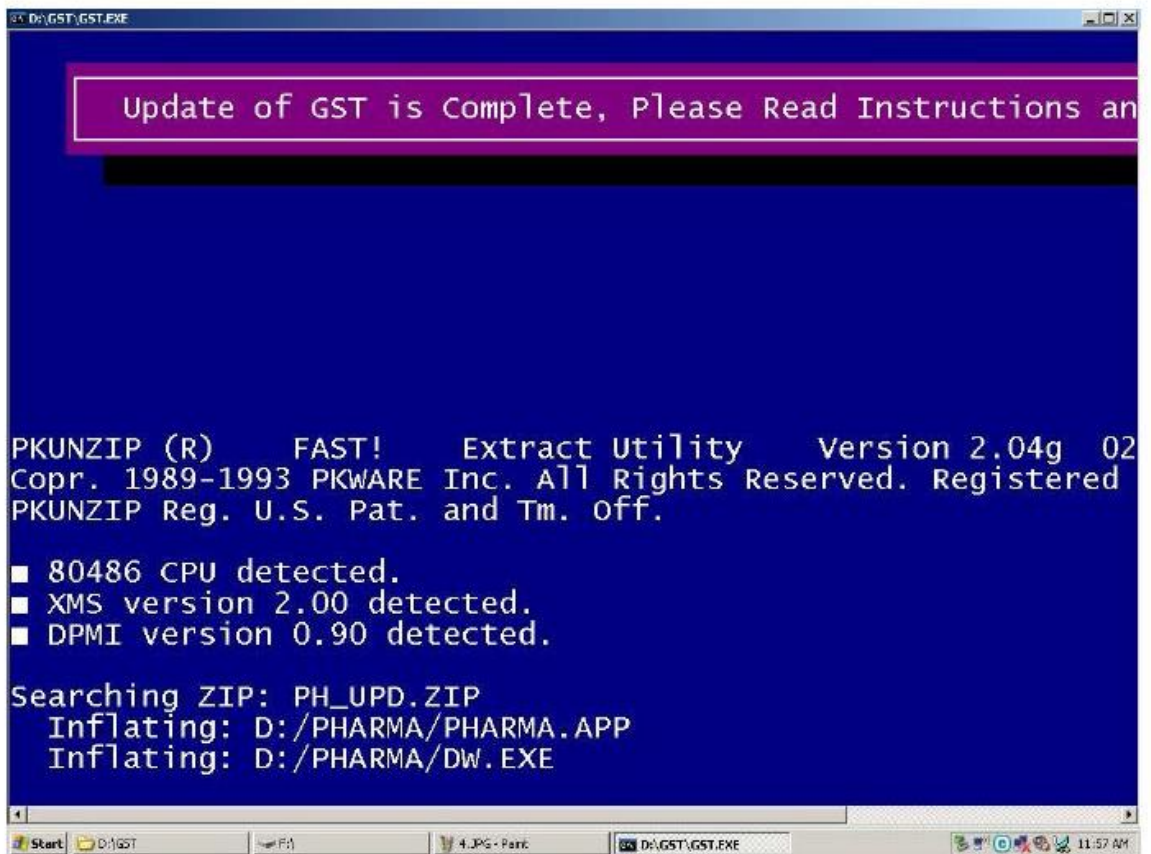 D:\GST\GST.EXE
Update of GST is Complete, Please Read Instructions an
PKUNZIP (R) FAST! Extract Utility Version 2.04g 02
Copr. 1989-1993 PKWARE Inc. All Rights Reserved. Registered
PKUNZIP Reg. U.S. Pat. and Tm. Off.
■ 80486 CPU detected.
■ XMS version 2.00 detected.
■ DPMI version 0.90 detected.
Searching ZIP: PH_UPD.ZIP
Inflating: D:/PHARMA/PHARMA.APP
Inflating: D:/PHARMA/DW.EXE
Start D:\GST F:\ 4.JPG - Paint D:\GST\GST.EXE 11:57 AM